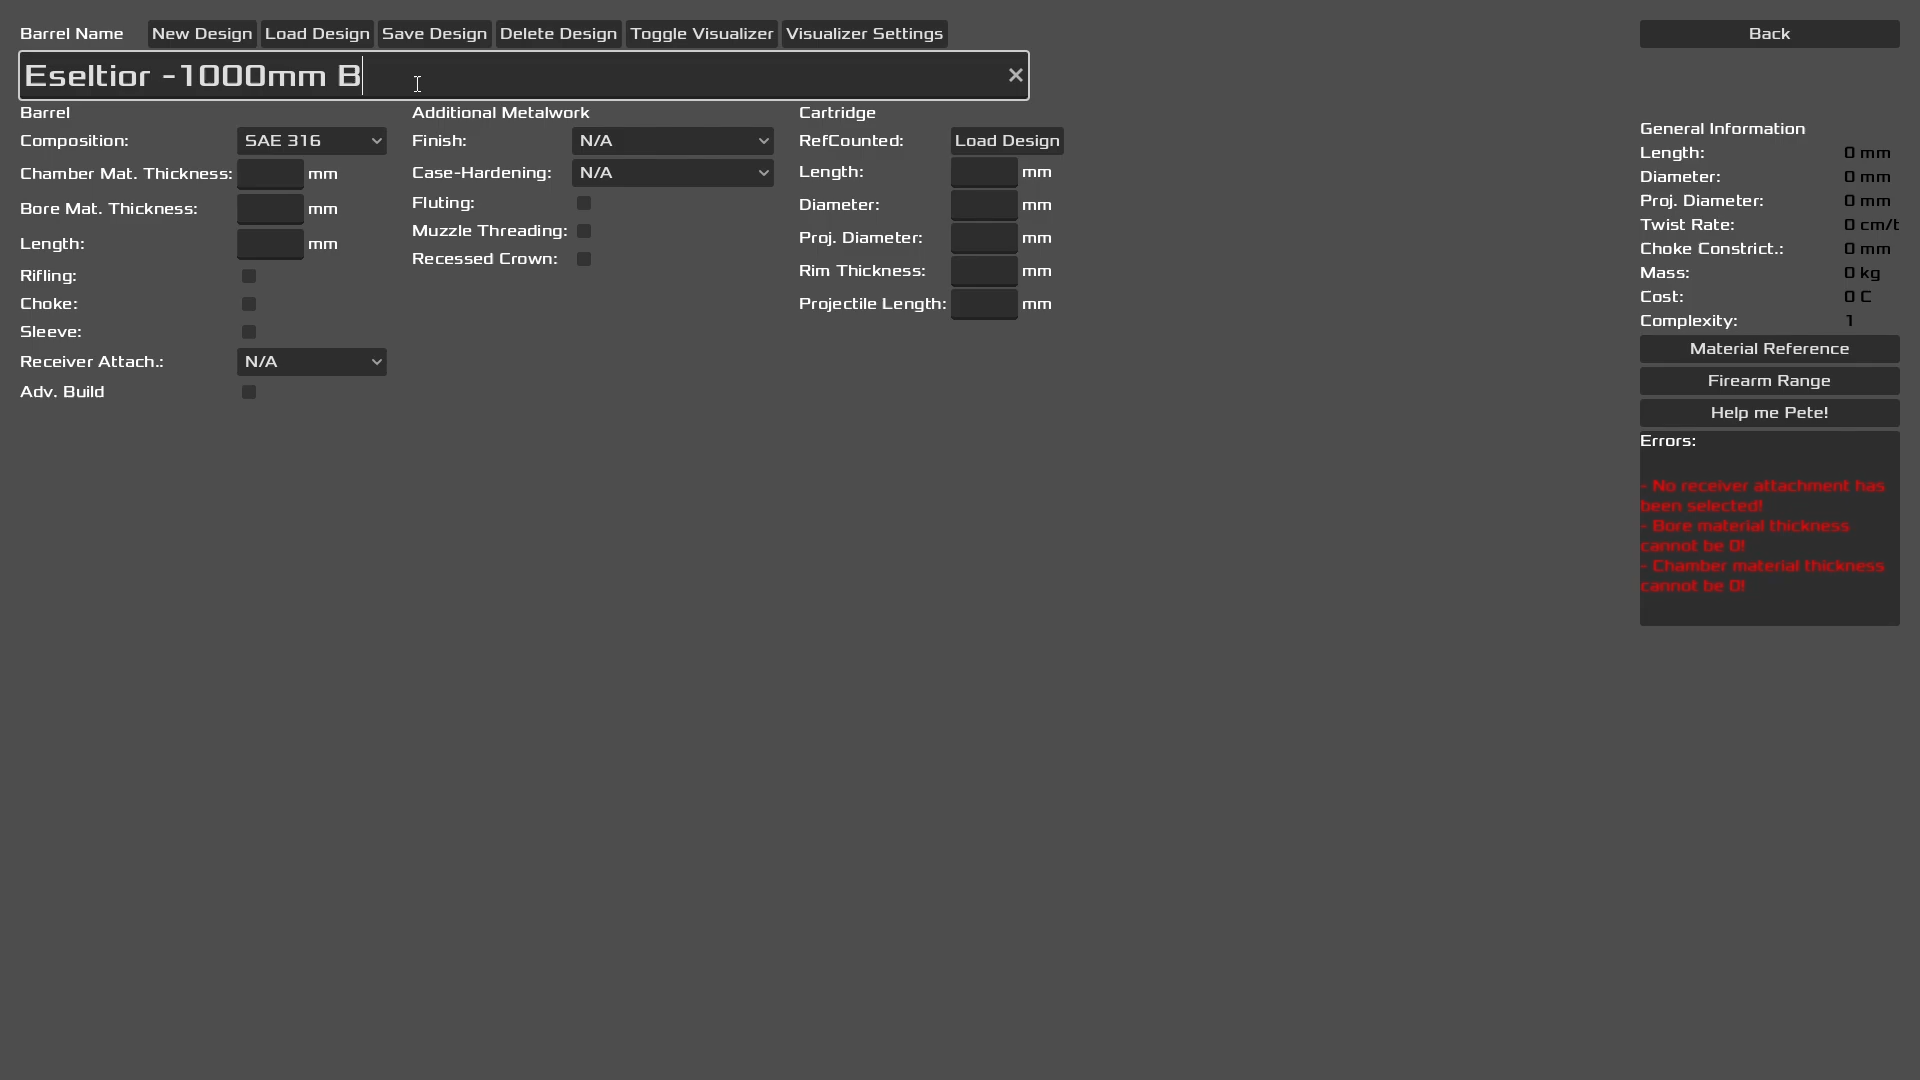 Barrel Name New Design Load Design Save Design Delete Design Toggle Visualizer Visualizer Settings Back
Eseltior -1000mm B
Barrel
Composition: SAE 316
Chamber Mat. Thickness: mm
Bore Mat. Thickness: mm
Length: mm
Rifling:
Choke:
Sleeve:
Receiver Attach.: N/A
Adv. Build
Additional Metalwork
Finish: N/A
Case-Hardening: N/A
Fluting:
Muzzle Threading:
Recessed Crown:
Cartridge
RefCounted: Load Design
Length: mm
Diameter: mm
Proj. Diameter: mm
Rim Thickness: mm
Projectile Length: mm
General Information
Length: 0 mm
Diameter: 0 mm
Proj. Diameter: 0 mm
Twist Rate: 0 cm/t
Choke Constrict.: 0 mm
Mass: 0 kg
Cost: 0 C
Complexity: 1
Material Reference
Firearm Range
Help me Pete!
Errors:
- No receiver attachment has
been selected!
- Bore material thickness
cannot be 0!
- Chamber material thickness
cannot be 0!